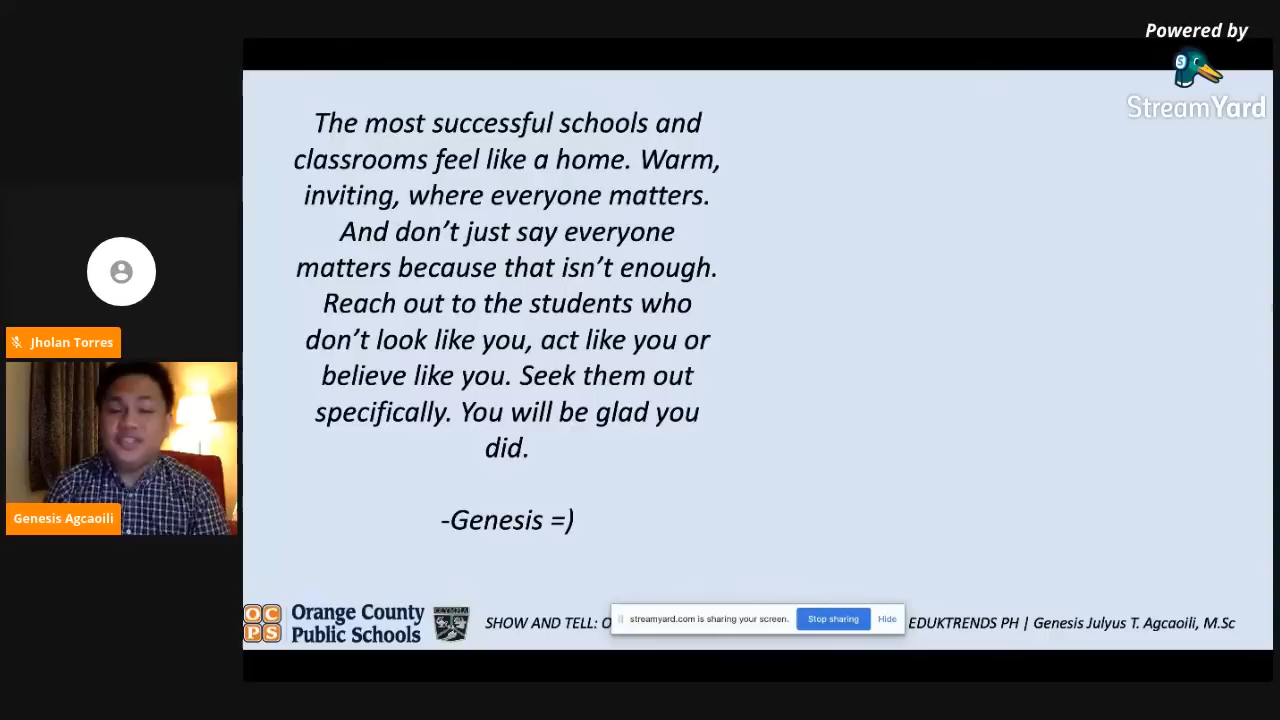 Powered by
StreamYard
The most successful schools and
classrooms feel like a home. Warm,
inviting, where everyone matters.
And don't just say everyone
matters because that isn't enough.
Reach out to the students who
don't look like you, act like you or
believe like you. Seek them out
specifically. You will be glad you
did.
-Genesis =)
Jholan Torres
Genesis Agcaoili
OCPS
Orange County
Public Schools
OLYMPIA
SHOW AND TELL: O
streamyard.com is sharing your screen.
Stop sharing
Hide
EDUKTRENDS PH | Genesis Julyus T. Agcaoili, M.Sc